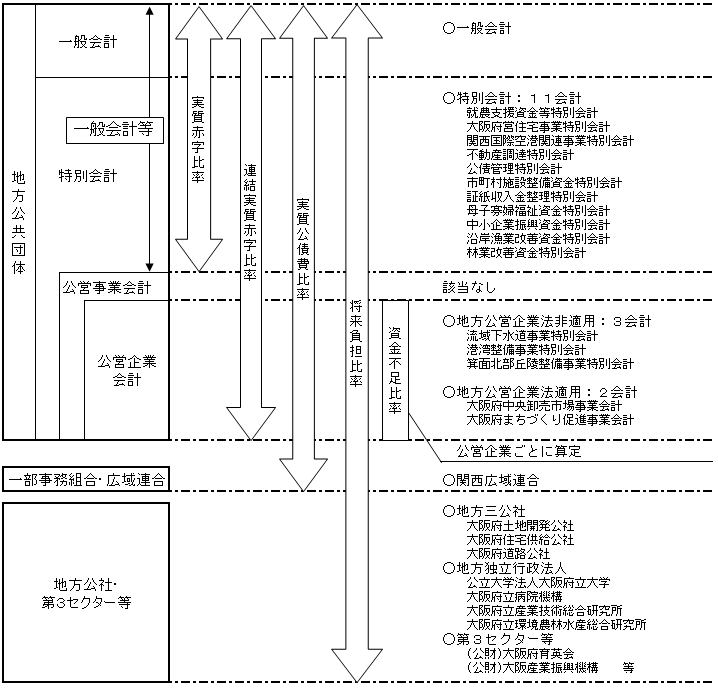 地方公共団体
一般会計
一般会計等
特別会計
公営事業会計
公営企業
会計
一部事務組合・広域連合
地方公社・
第３セクター等
実質赤字比率
連結実質赤字比率
実質公債費比率
将来負担比率
資金不足比率
○一般会計
○特別会計：１１会計
就農支援資金等特別会計
大阪府営住宅事業特別会計
関西国際空港関連事業特別会計
不動産調達特別会計
公債管理特別会計
市町村施設整備資金特別会計
証紙収入金整理特別会計
母子寡婦福祉資金特別会計
中小企業振興資金特別会計
沿岸漁業改善資金特別会計
林業改善資金特別会計
該当なし
○地方公営企業法非適用：３会計
流域下水道事業特別会計
港湾整備事業特別会計
箕面北部丘陵整備事業特別会計
○地方公営企業法適用：２会計
大阪府中央卸売市場事業会計
大阪府まちづくり促進事業会計
公営企業ごとに算定
○関西広域連合
○地方三公社
大阪府土地開発公社
大阪府住宅供給公社
大阪府道路公社
○地方独立行政法人
公立大学法人大阪府立大学
大阪府立病院機構
大阪府立産業技術総合研究所
大阪府立環境農林水産総合研究所
○第３セクター等
(公財)大阪府育英会
(公財)大阪産業振興機構　　等